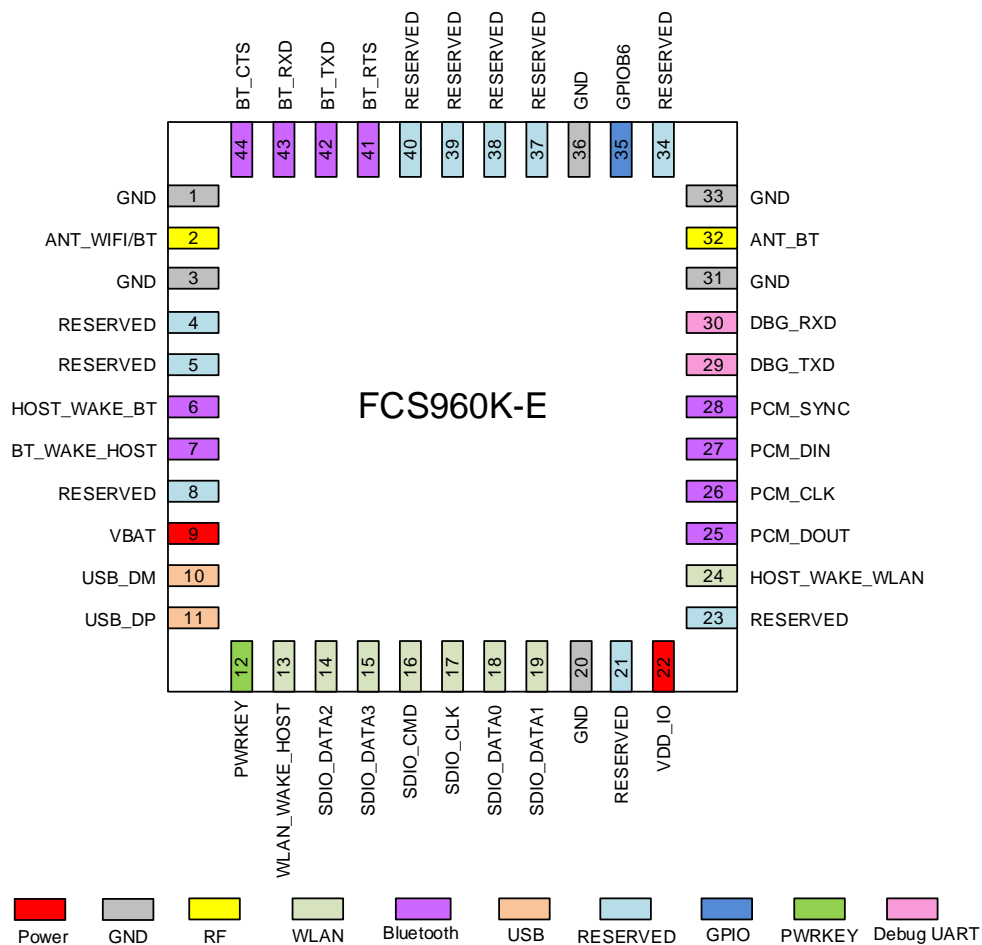 BT_CTS
BT_RXD
BT_TXD
BT_RTS
RESERVED
RESERVED
RESERVED
RESERVED
GND
GPIOB6
RESERVED
44
43
42
41
40
39
38
37
36
35
34
GND 1
ANT_WIFI/BT 2
GND 3
RESERVED 4
RESERVED 5
HOST_WAKE_BT 6
BT_WAKE_HOST 7
RESERVED 8
VBAT 9
USB_DM 10
USB_DP 11
FCS960K-E
33 GND
32 ANT_BT
31 GND
30 DBG_RXD
29 DBG_TXD
28 PCM_SYNC
27 PCM_DIN
26 PCM_CLK
25 PCM_DOUT
24 HOST_WAKE_WLAN
23 RESERVED
12
13
14
15
16
17
18
19
20
21
22
PWRKEY
WLAN_WAKE_HOST
SDIO_DATA2
SDIO_DATA3
SDIO_CMD
SDIO_CLK
SDIO_DATA0
SDIO_DATA1
GND
RESERVED
VDD_IO
Power
GND
RF
WLAN
Bluetooth
USB
RESERVED
GPIO
PWRKEY
Debug UART